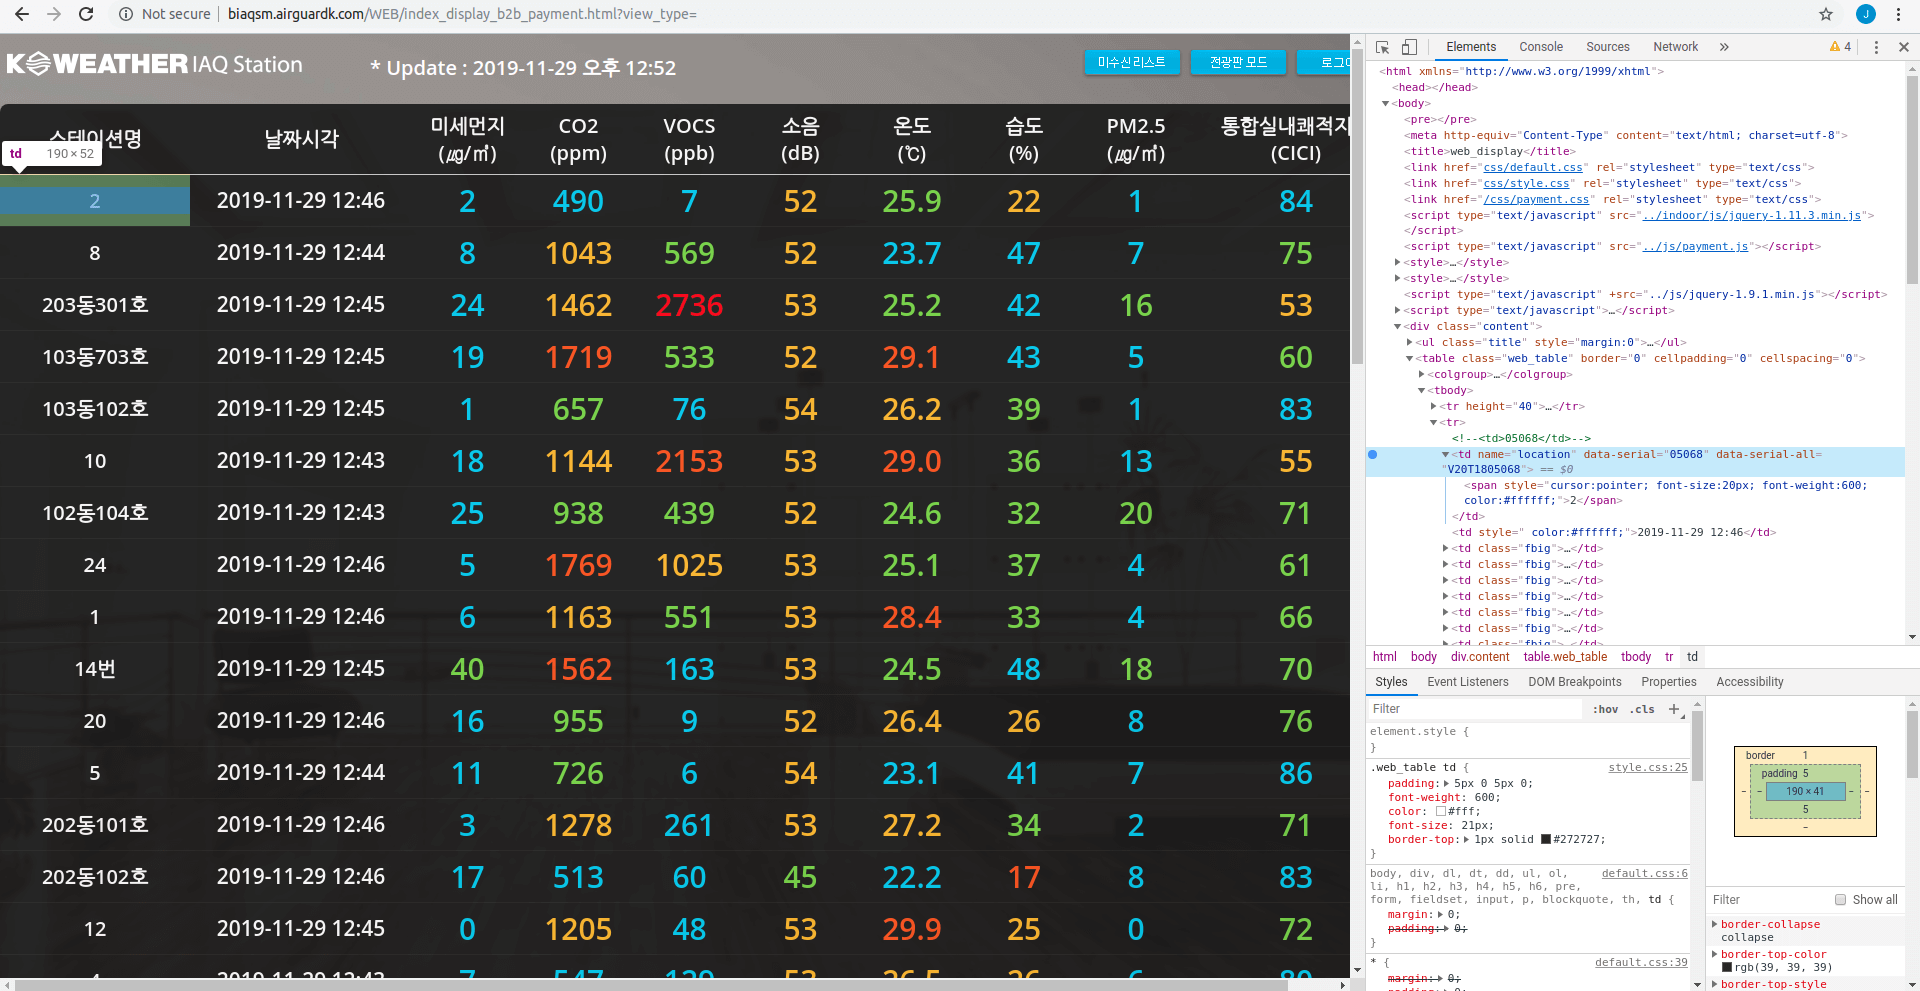 Not secure | biaqsm.airguardk.com/WEB/index_display_b2b_payment.html?view_type=
J
K WEATHER IAQ Station
* Update : 2019-11-29 오후 12:52
미수신리스트
전광판 모드
로그
스테이션명 날짜시각 미세먼지 (㎍/㎥) CO2 (ppm) VOCS (ppb) 소음 (dB) 온도 (℃) 습도 (%) PM2.5 (㎍/㎥) 통합실내쾌적지 (CICI)
td 190 × 52
2 2019-11-29 12:46 2 490 7 52 25.9 22 1 84
8 2019-11-29 12:44 8 1043 569 52 23.7 47 7 75
203동301호 2019-11-29 12:45 24 1462 2736 53 25.2 42 16 53
103동703호 2019-11-29 12:45 19 1719 533 52 29.1 43 5 60
103동102호 2019-11-29 12:45 1 657 76 54 26.2 39 1 83
10 2019-11-29 12:43 18 1144 2153 53 29.0 36 13 55
102동104호 2019-11-29 12:43 25 938 439 52 24.6 32 20 71
24 2019-11-29 12:46 5 1769 1025 53 25.1 37 4 61
1 2019-11-29 12:46 6 1163 551 53 28.4 33 4 66
14번 2019-11-29 12:45 40 1562 163 53 24.5 48 18 70
20 2019-11-29 12:46 16 955 9 52 26.4 26 8 76
5 2019-11-29 12:44 11 726 6 54 23.1 41 7 86
202동101호 2019-11-29 12:46 3 1278 261 53 27.2 34 2 71
202동102호 2019-11-29 12:46 17 513 60 45 22.2 17 8 83
12 2019-11-29 12:45 0 1205 48 53 29.9 25 0 72
Elements Console Sources Network » 4
<html xmlns="http://www.w3.org/1999/xhtml">
<head></head>
<body>
<pre></pre>
<meta http-equiv="Content-Type" content="text/html; charset=utf-8">
<title>web_display</title>
<link href="css/default.css" rel="stylesheet" type="text/css">
<link href="css/style.css" rel="stylesheet" type="text/css">
<link href="/css/payment.css" rel="stylesheet" type="text/css">
<script type="text/javascript" src="../indoor/js/jquery-1.11.3.min.js">
</script>
<script type="text/javascript" src="../js/payment.js"></script>
<style>…</style>
<style>…</style>
<script type="text/javascript" +src="../js/jquery-1.9.1.min.js"></script>
<script type="text/javascript">…</script>
<div class="content">
<ul class="title" style="margin:0">…</ul>
<table class="web_table" border="0" cellpadding="0" cellspacing="0">
<colgroup>…</colgroup>
<tbody>
<tr height="40">…</tr>
<tr>
<!--<td>05068</td>-->
<td name="location" data-serial="05068" data-serial-all=
"V20T1805068"> == $0
<span style="cursor:pointer; font-size:20px; font-weight:600;
color:#ffffff;">2</span>
</td>
<td style=" color:#ffffff;">2019-11-29 12:46</td>
<td class="fbig">…</td>
<td class="fbig">…</td>
<td class="fbig">…</td>
<td class="fbig">…</td>
<td class="fbig">…</td>
<td class="fbig">…</td>
<td class="fbig">…</td>
html body div.content table.web_table tbody tr td
Styles Event Listeners DOM Breakpoints Properties Accessibility
Filter :hov .cls +
element.style {
}
.web_table td { style.css:25
padding: 5px 0 5px 0;
font-weight: 600;
color: #fff;
font-size: 21px;
border-top: 1px solid #272727;
}
body, div, dl, dt, dd, ul, ol, default.css:6
li, h1, h2, h3, h4, h5, h6, pre,
form, fieldset, input, p, blockquote, th, td {
margin: 0;
padding: 0;
}
* { default.css:39
margin: 0;
border 1
padding 5
190 × 41
5
Filter Show all
border-collapse
collapse
border-top-color
rgb(39, 39, 39)
border-top-style